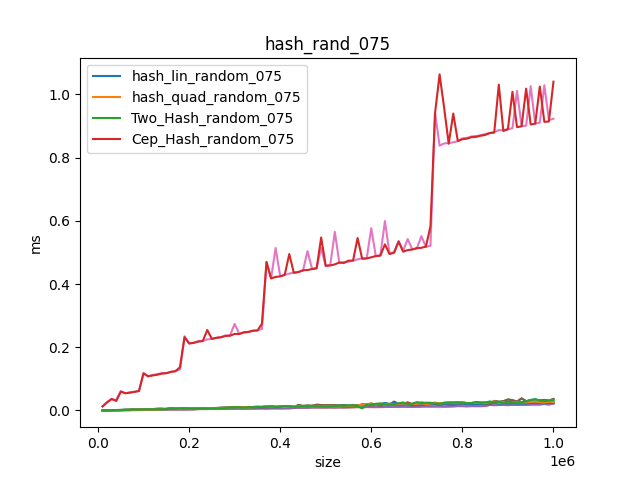 hash_rand_075
hash_lin_random_075
hash_quad_random_075
Two_Hash_random_075
Cep_Hash_random_075
1.0
0.8
0.6
0.4
0.2
0.0
ms
0.0 0.2 0.4 0.6 0.8 1.0
1e6
size